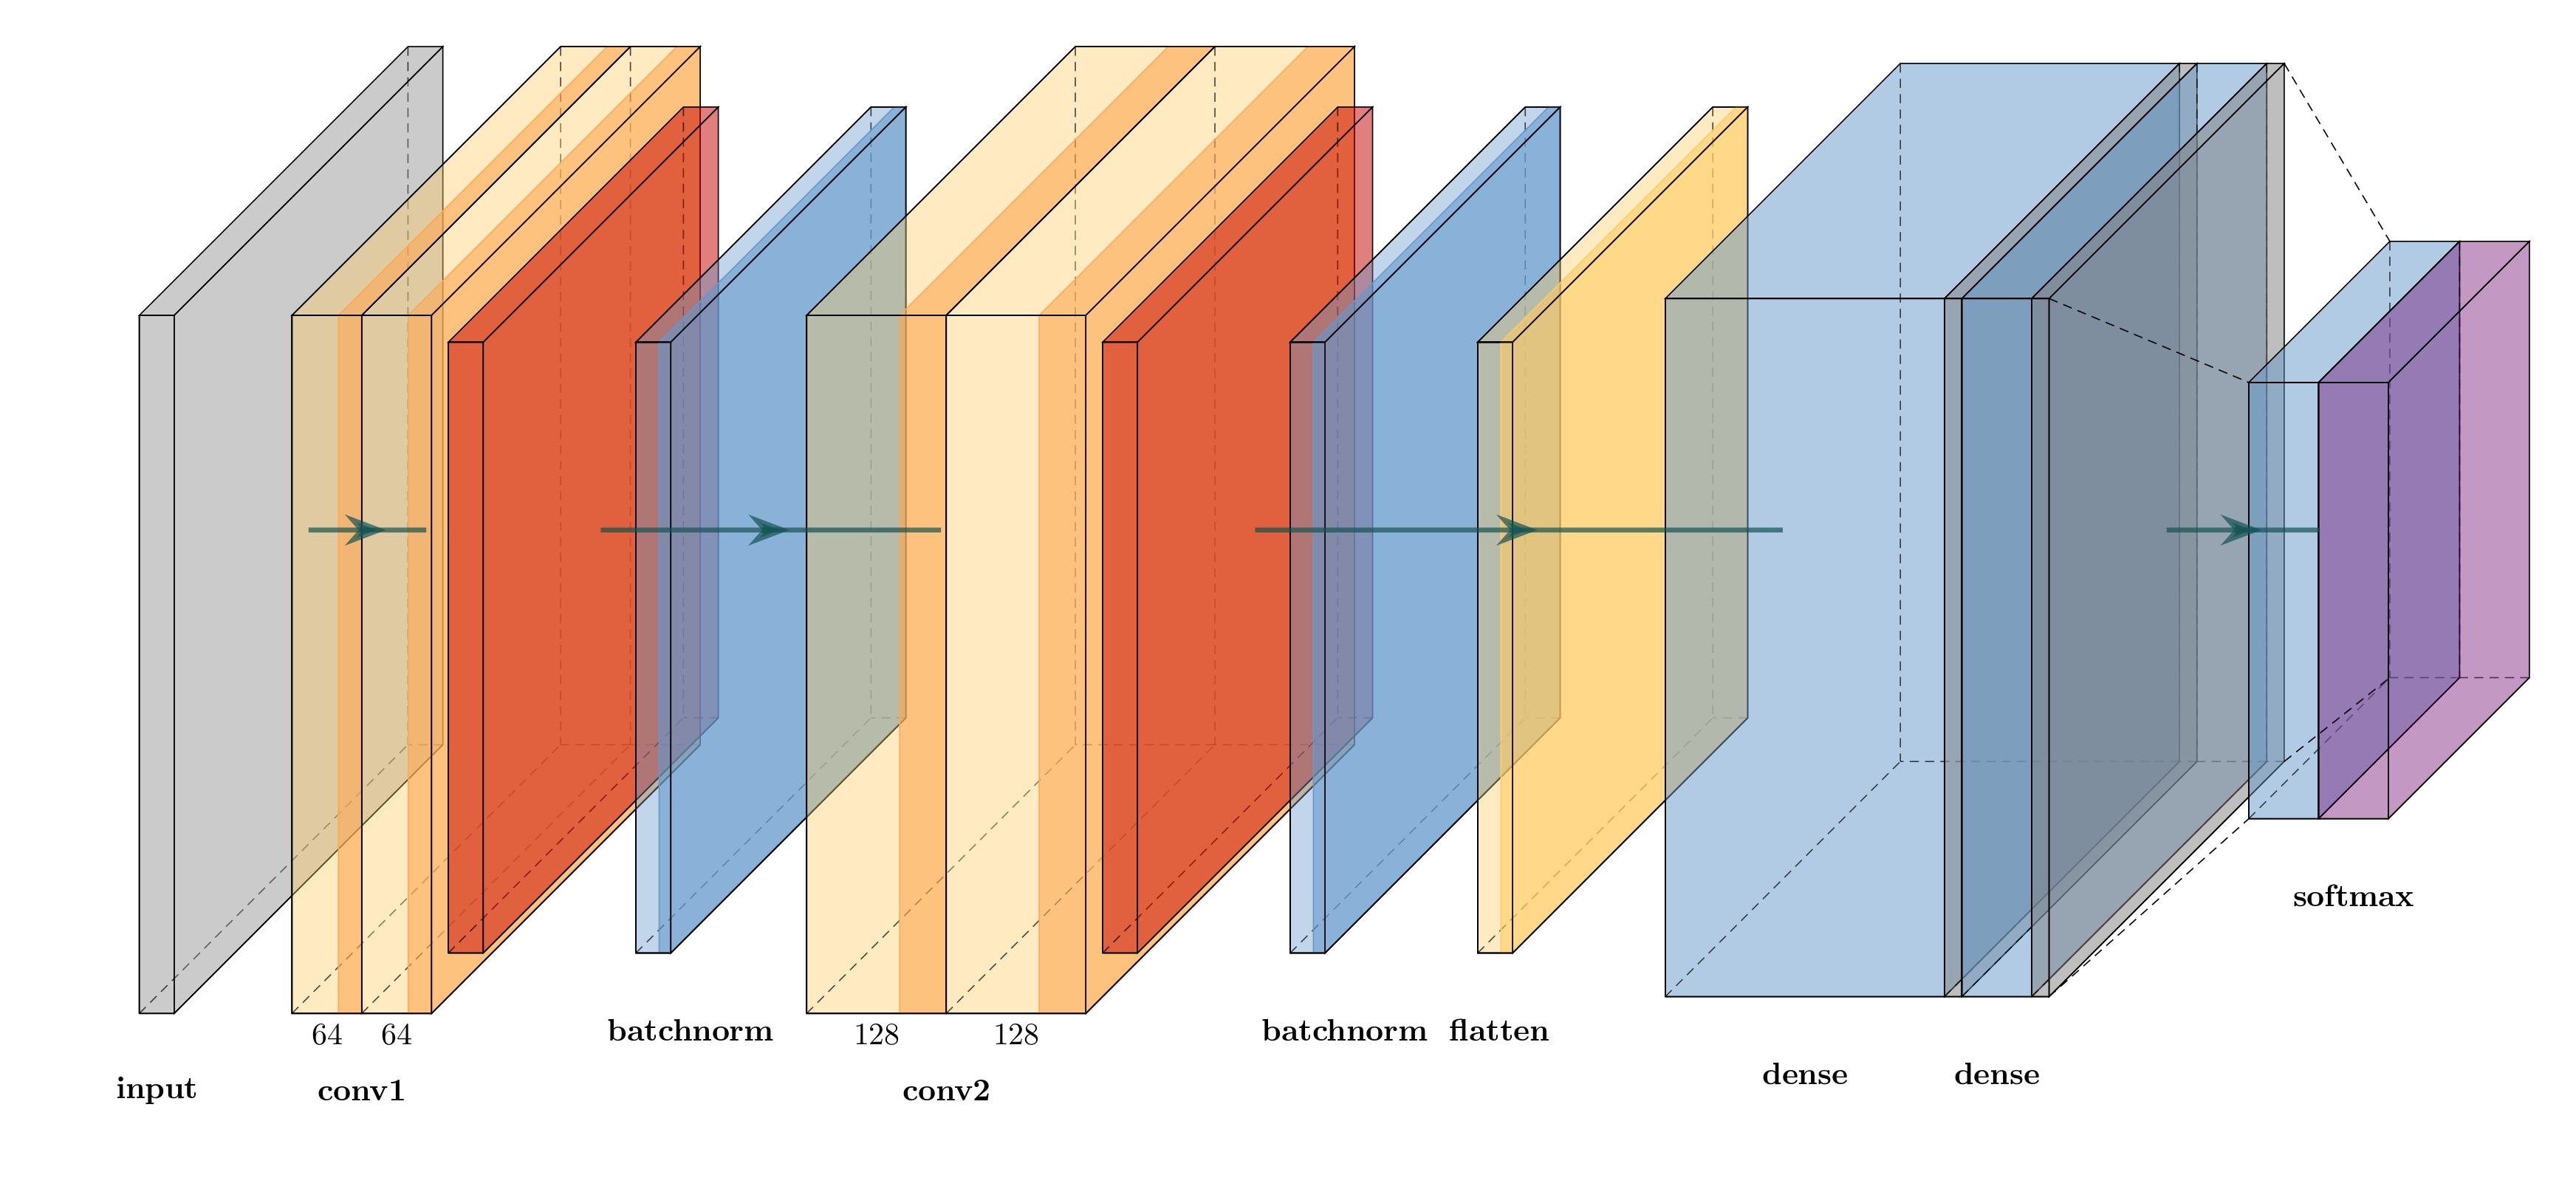 64 64
128
128
input
conv1
batchnorm
conv2
batchnorm
flatten
dense
dense
softmax